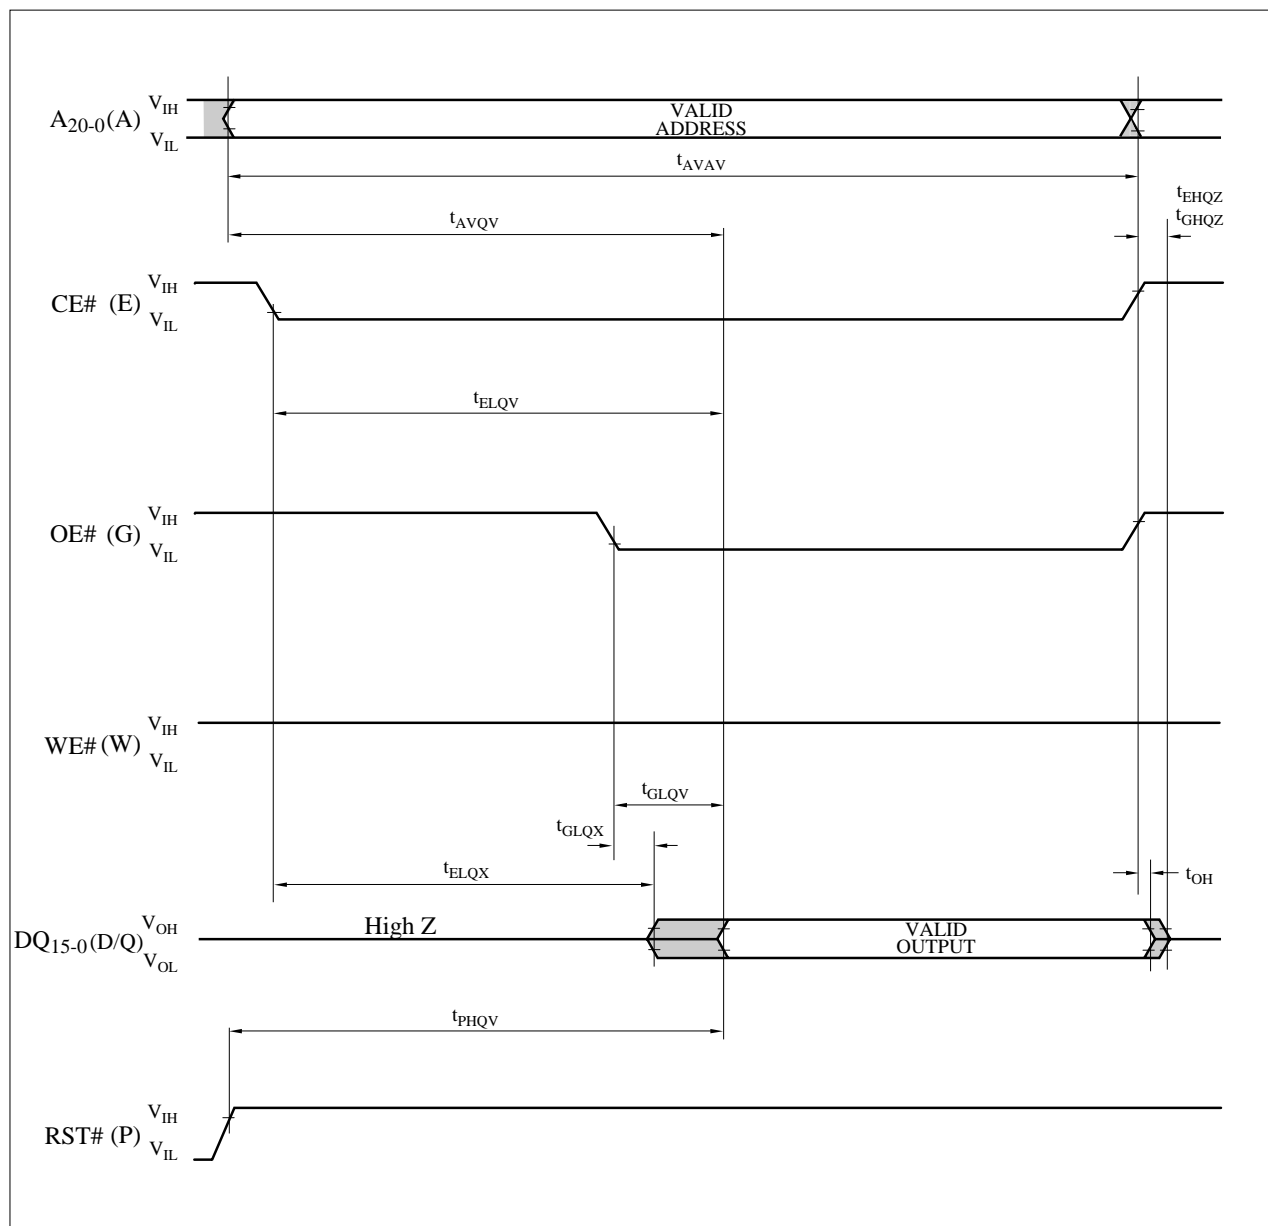 A20-0(A) VIH
VIL
VALID
ADDRESS
tAVAV
tEHQZ
tGHQZ
tAVQV
CE# (E) VIH
VIL
tELQV
OE# (G) VIH
VIL
WE# (W) VIH
VIL
tGLQV
tGLQX
tELQX
tOH
DQ15-0(D/Q) VOH
VOL
High Z
VALID
OUTPUT
tPHQV
RST# (P) VIH
VIL